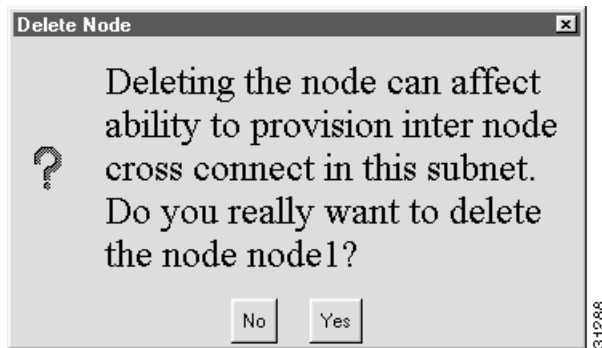 Delete Node
Deleting the node can affect
ability to provision inter node
cross connect in this subnet.
Do you really want to delete
the node node1?
No Yes
31288